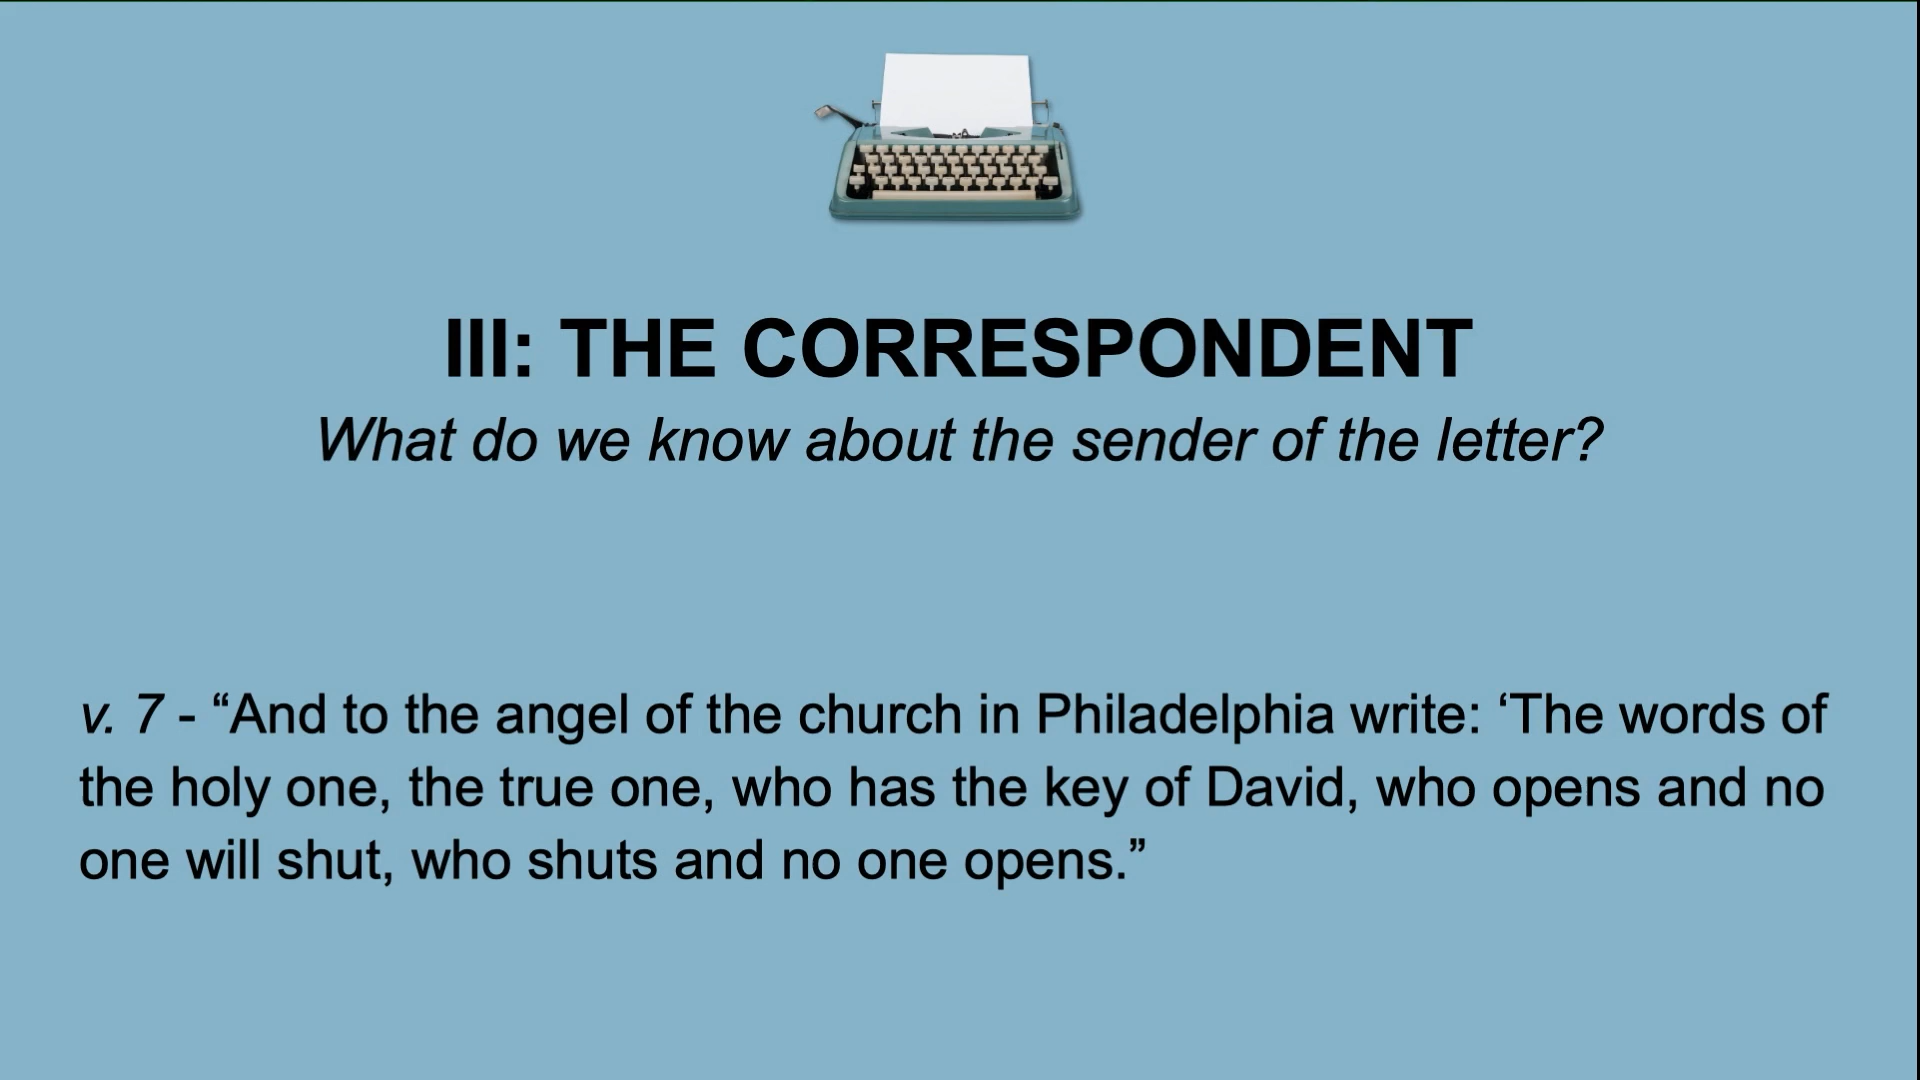 III: THE CORRESPONDENT
What do we know about the sender of the letter?
v. 7 - “And to the angel of the church in Philadelphia write: ‘The words of
the holy one, the true one, who has the key of David, who opens and no
one will shut, who shuts and no one opens.”